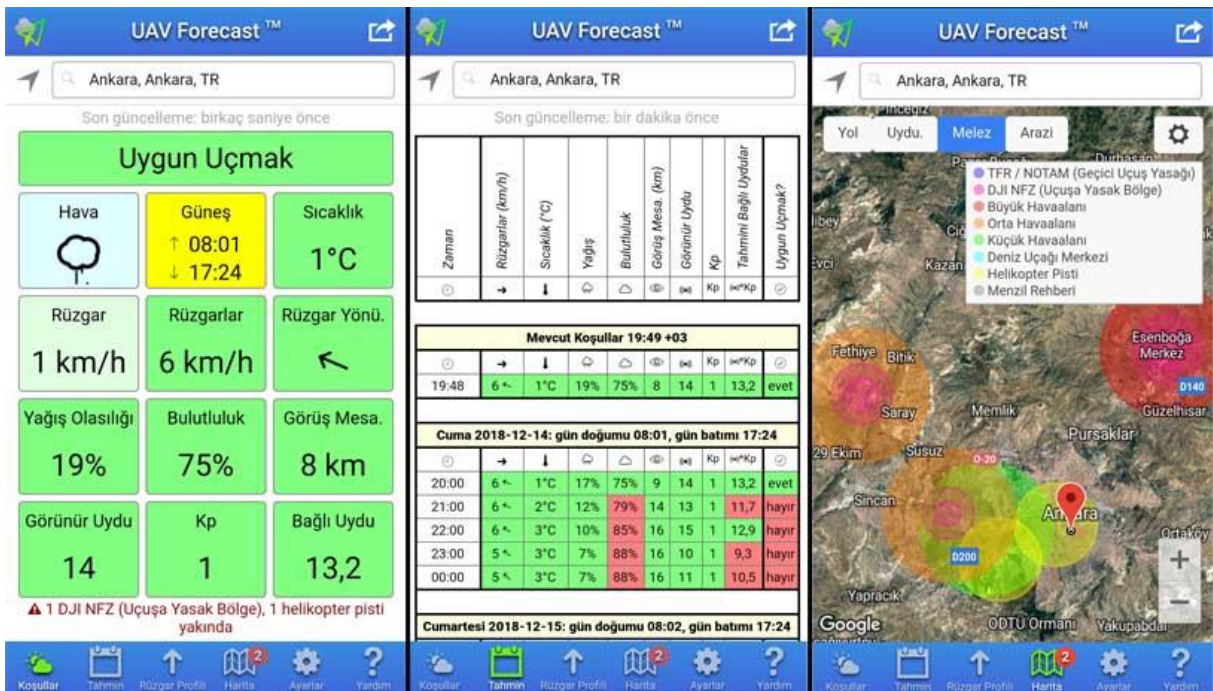 UAV Forecast ™
Ankara, Ankara, TR
Son güncelleme: birkaç saniye önce
Uygun Uçmak
Hava
Güneş
↑ 08:01
↓ 17:24
Sıcaklık
1°C
Rüzgar
1 km/h
Rüzgarlar
6 km/h
Rüzgar Yönü.
Yağış Olasılığı
19%
Bulutluluk
75%
Görüş Mesa.
8 km
Görünür Uydu
14
Kp
1
Bağlı Uydu
13,2
1 DJI NFZ (Uçuşa Yasak Bölge), 1 helikopter pisti
yakında
Koşullar Tahmin Rüzgar Profili Harita 2 Ayarlar Yardım
UAV Forecast ™
Ankara, Ankara, TR
Son güncelleme: bir dakika önce
Zaman Rüzgarlar (km/h) Sıcaklık (°C) Yağış Bulutluluk Görüş Mesa. (km) Görünür Uydu Kp Tahmini Bağlı Uydular Uygun Uçmak?
Kp
Mevcut Koşullar 19:49 +03
Kp
19:48 6 1°C 19% 75% 8 14 1 13,2 evet
Cuma 2018-12-14: gün doğumu 08:01, gün batımı 17:24
Kp
20:00 6 1°C 17% 75% 9 14 1 13,2 evet
21:00 6 2°C 12% 79% 14 13 1 11,7 hayır
22:00 6 3°C 10% 85% 16 15 1 12,9 hayır
23:00 5 3°C 7% 88% 16 10 1 9,3 hayır
00:00 5 3°C 7% 88% 16 11 1 10,5 hayır
Cumartesi 2018-12-15: gün doğumu 08:02, gün batımı 17:24
Koşullar Tahmin Rüzgar Profili Harita 2 Ayarlar Yardım
UAV Forecast ™
Ankara, Ankara, TR
Yol Uydu. Melez Arazi
TFR / NOTAM (Geçici Uçuş Yasağı)
DJI NFZ (Uçuşa Yasak Bölge)
Büyük Havaalanı
Orta Havaalanı
Küçük Havaalanı
Deniz Uçağı Merkezi
Helikopter Pisti
Menzil Rehberi
Kazan
Esenboğa
Merkez
Fethiye Bitik
D140
Saray Memlik Güzelhisar
Pursaklar
29 Ekim Susuz O-20
Sincan
Ankara
Ortaköy
D200
+
−
Yapracık
Google
ODTÜ Ormanı Yakupabdal
Koşullar Tahmin Rüzgar Profili Harita 2 Ayarlar Yardım